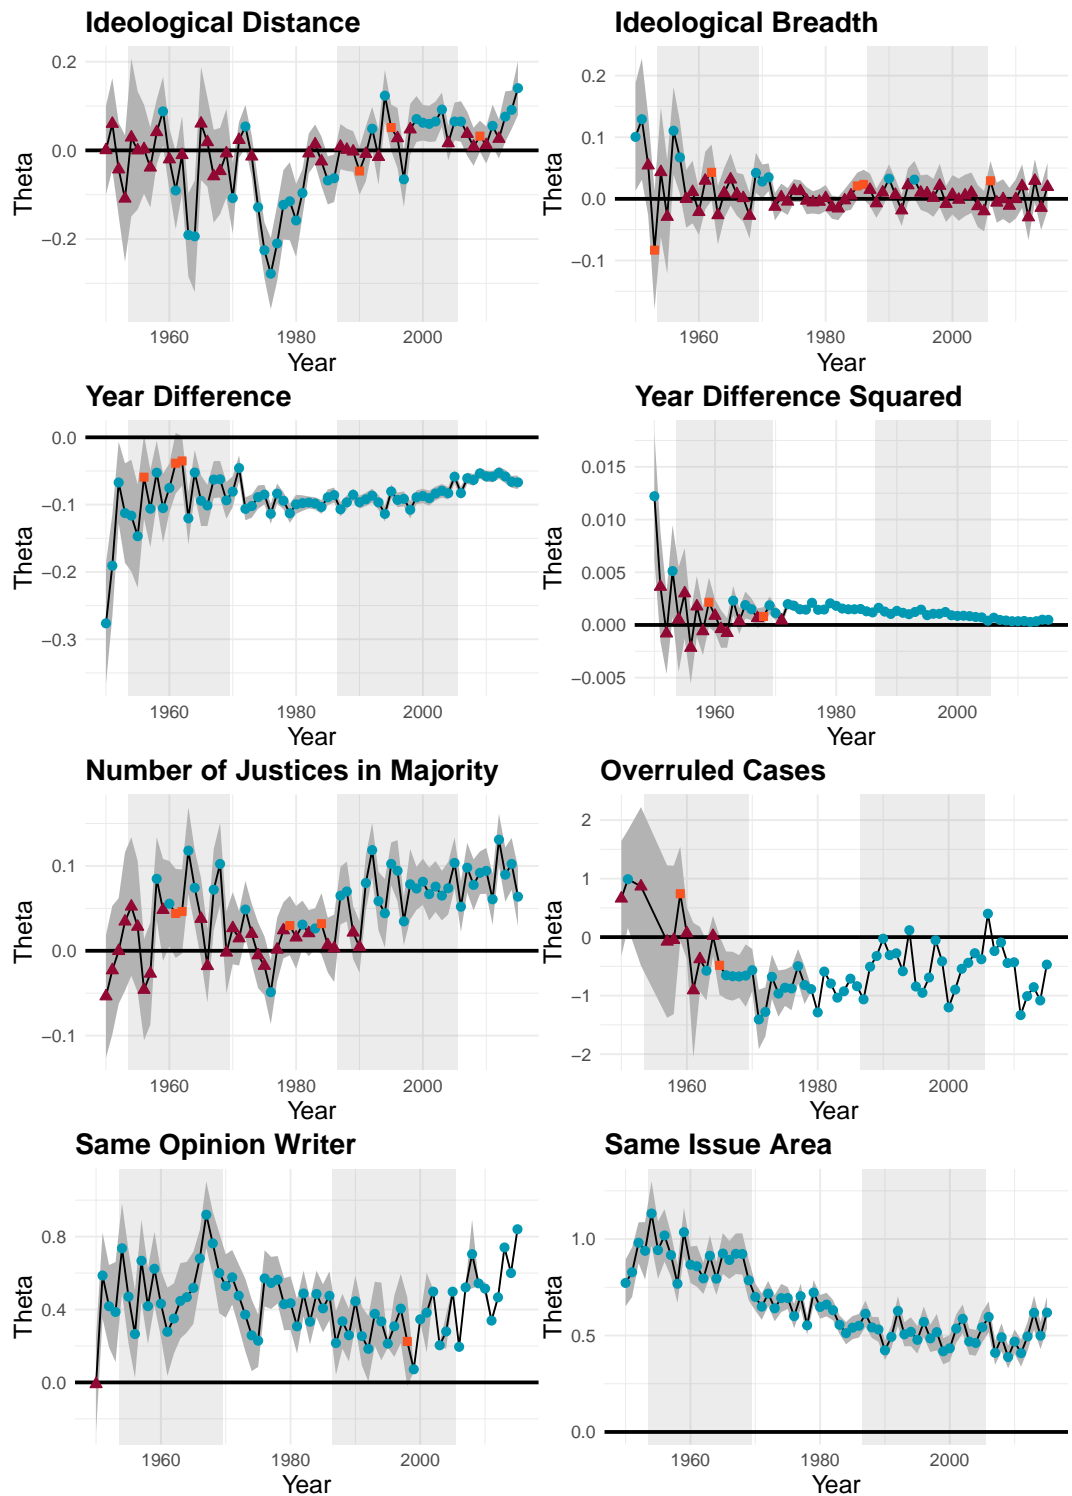 Ideological Distance
0.2
0.0
−0.2
Theta
1960 1980 2000
Year
Ideological Breadth
0.2
0.1
0.0
−0.1
Theta
1960 1980 2000
Year
Year Difference
0.0
−0.1
−0.2
−0.3
Theta
1960 1980 2000
Year
Year Difference Squared
0.015
0.010
0.005
0.000
−0.005
Theta
1960 1980 2000
Year
Number of Justices in Majority
0.1
0.0
−0.1
Theta
1960 1980 2000
Year
Overruled Cases
2
1
0
−1
−2
Theta
1960 1980 2000
Year
Same Opinion Writer
0.8
0.4
0.0
Theta
1960 1980 2000
Year
Same Issue Area
1.0
0.5
0.0
Theta
1960 1980 2000
Year